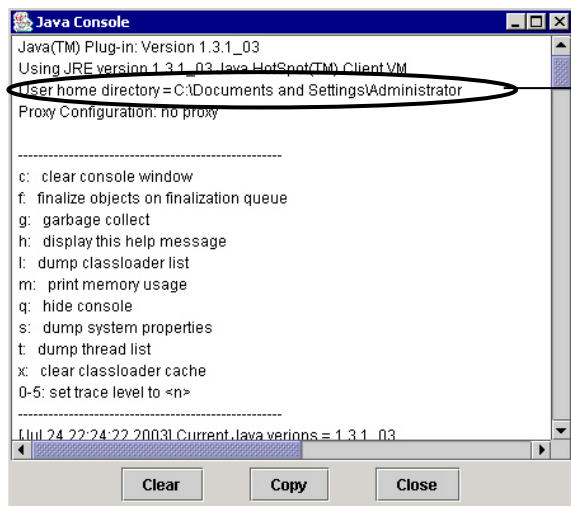 Java Console
Java(TM) Plug-in: Version 1.3.1_03
Using JRE version 1.3.1_03 Java HotSpot(TM) Client VM
User home directory = C:\Documents and Settings\Administrator
Proxy Configuration: no proxy
----------------------------------------------------
c: clear console window
f: finalize objects on finalization queue
g: garbage collect
h: display this help message
l: dump classloader list
m: print memory usage
q: hide console
s: dump system properties
t: dump thread list
x: clear classloader cache
0-5: set trace level to <n>
----------------------------------------------------
[Jul 24 22:24:22 2003] Current Java verions = 1.3.1_03
Clear Copy Close